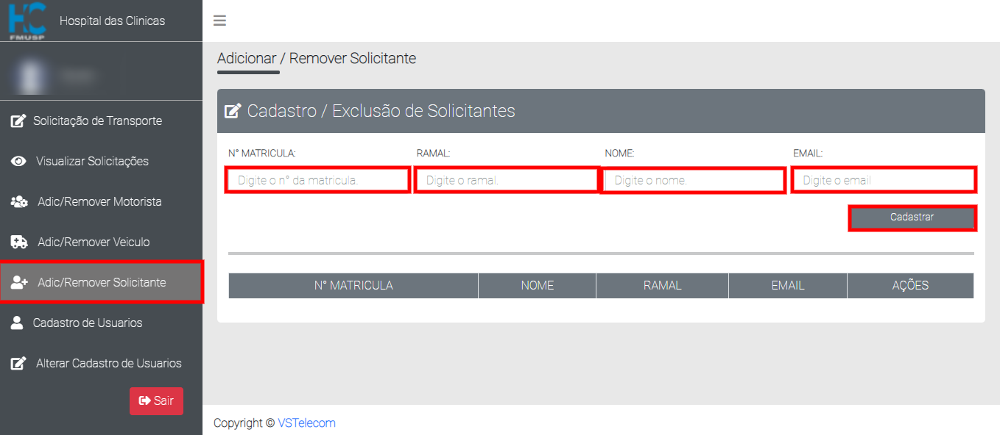 HC
FMUSP
Hospital das Clinicas
Solicitação de Transporte
Visualizar Solicitações
Adic/Remover Motorista
Adic/Remover Veiculo
Adic/Remover Solicitante
Cadastro de Usuarios
Alterar Cadastro de Usuarios
Sair
Adicionar / Remover Solicitante
Cadastro / Exclusão de Solicitantes
N° MATRICULA: RAMAL: NOME: EMAIL:
Digite o n° da matricula. Digite o ramal. Digite o nome. Digite o email
Cadastrar
N° MATRICULA NOME RAMAL EMAIL AÇÕES
Copyright © VSTelecom